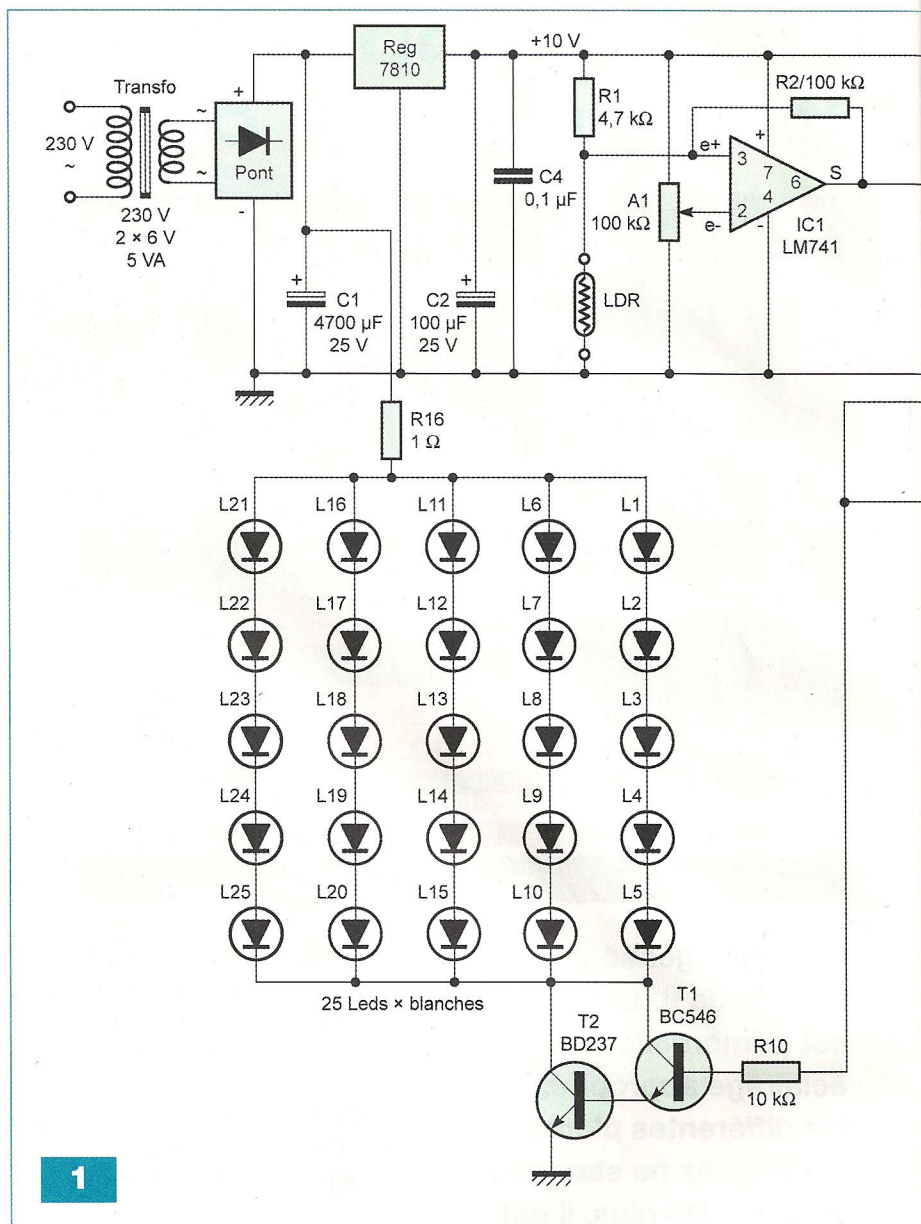 Transfo
230 V
~
~
~
+
Pont
-
230 V
2 × 6 V
5 VA
Reg
7810
+10 V
R1
4,7 kΩ
R2/100 kΩ
e+
3
+
7
6
4
2
-
S
IC1
LM741
A1
100 kΩ
e-
C4
0,1 µF
LDR
+
C1
4700 µF
25 V
+
C2
100 µF
25 V
R16
1 Ω
L21
L16
L11
L6
L1
L22
L17
L12
L7
L2
L23
L18
L13
L8
L3
L24
L19
L14
L9
L4
L25
L20
L15
L10
L5
25 Leds × blanches
T2
BD237
T1
BC546
R10
10 kΩ
1